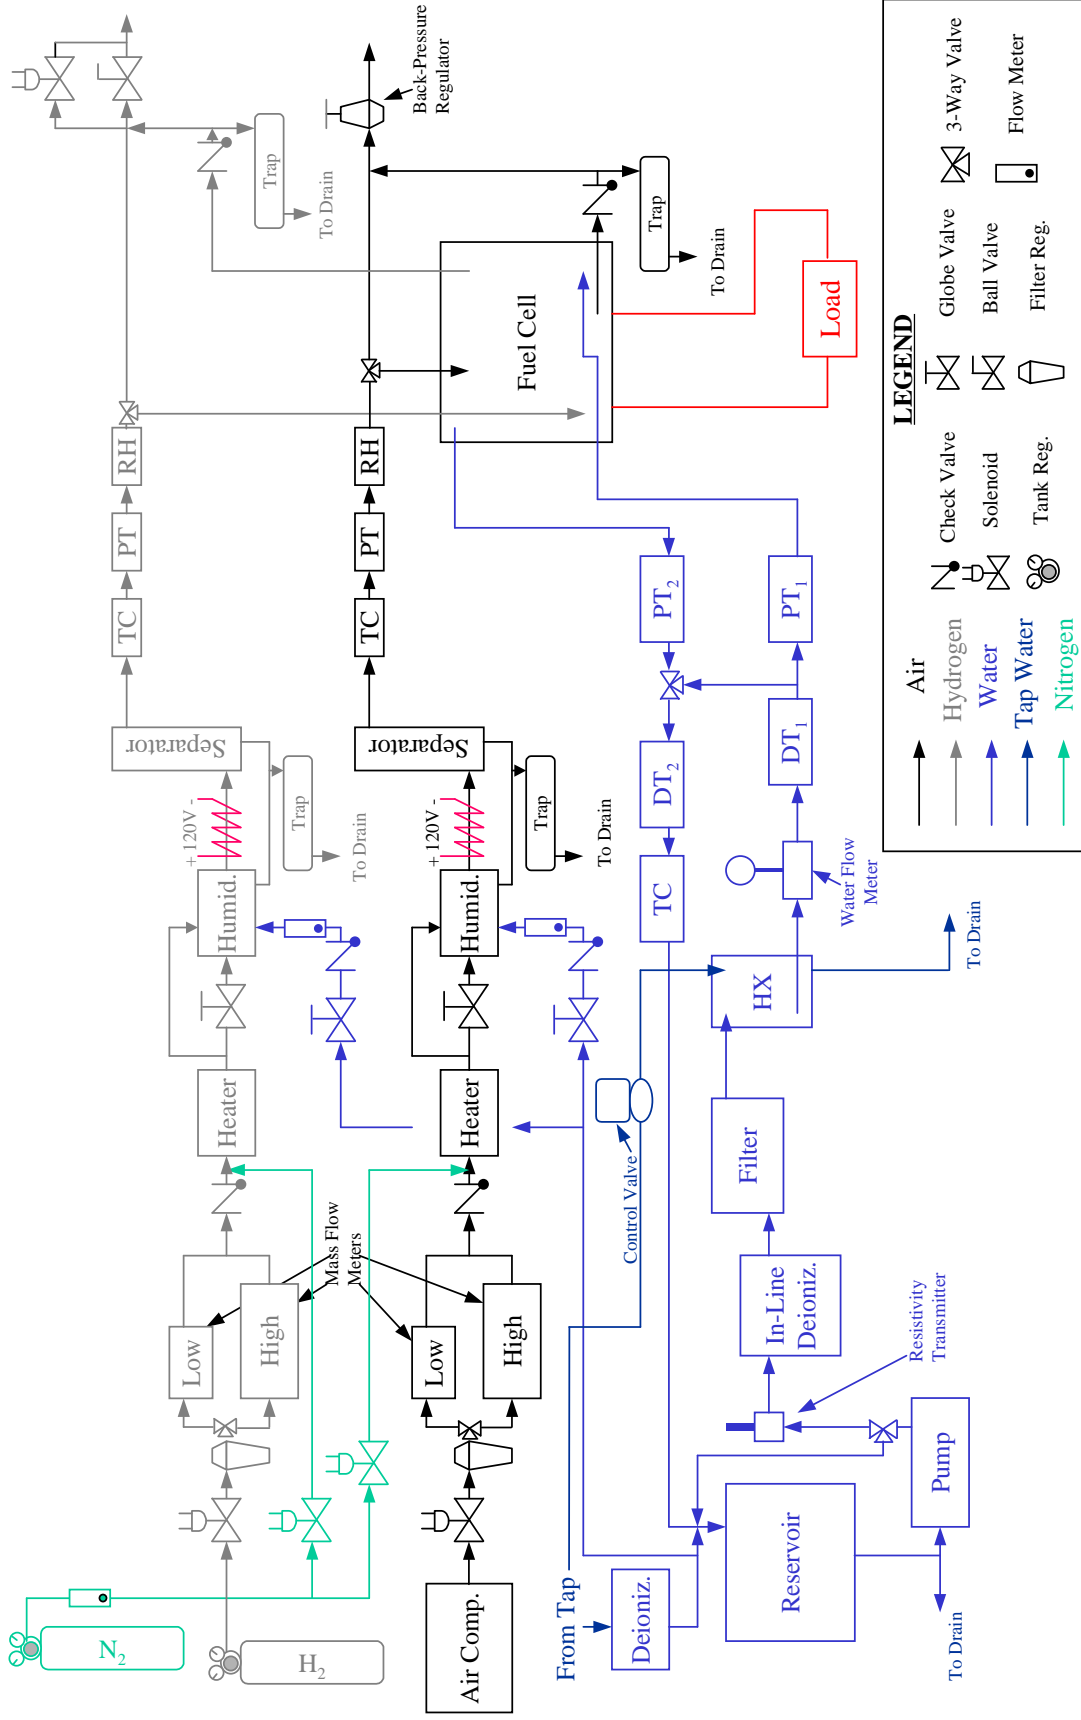 N2
H2
Air Comp.
From Tap
Deioniz.
Reservoir
To Drain
Pump
Low
High
Mass Flow
Meters
Low
High
Resistivity
Transmitter
In-Line
Deioniz.
Filter
Control Valve
Heater
Heater
Humid.
+ 120V -
Separator
Trap
To Drain
Humid.
+ 120V -
Separator
Trap
To Drain
HX
To Drain
Water Flow
Meter
TC
DT2
PT2
DT1
PT1
TC
PT
RH
TC
PT
RH
Fuel Cell
Load
Trap
To Drain
Trap
To Drain
Back-Pressure
Regulator
LEGEND
Air
Hydrogen
Water
Tap Water
Nitrogen
Check Valve
Solenoid
Tank Reg.
Globe Valve
Ball Valve
Filter Reg.
3-Way Valve
Flow Meter